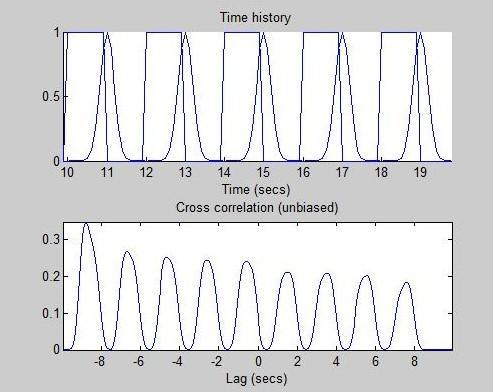 Time history
1
0.5
0
10 11 12 13 14 15 16 17 18 19
Time (secs)
Cross correlation (unbiased)
0.3
0.2
0.1
0
-8 -6 -4 -2 0 2 4 6 8
Lag (secs)